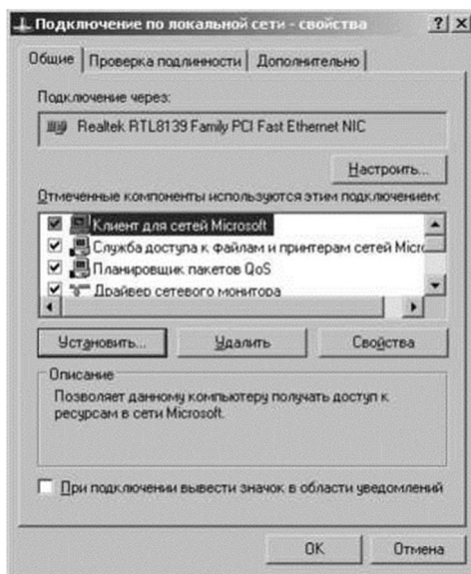 Подключение по локальной сети - свойства
Общие Проверка подлинности Дополнительно
Подключение через:
Realtek RTL8139 Family PCI Fast Ethernet NIC
Настроить...
Отмеченные компоненты используются этим подключением:
Клиент для сетей Microsoft
Служба доступа к файлам и принтерам сетей Micro
Планировщик пакетов QoS
Драйвер сетевого монитора
Установить... Удалить Свойства
Описание
Позволяет данному компьютеру получать доступ к
ресурсам в сети Microsoft.
При подключении вывести значок в области уведомлений
OK Отмена